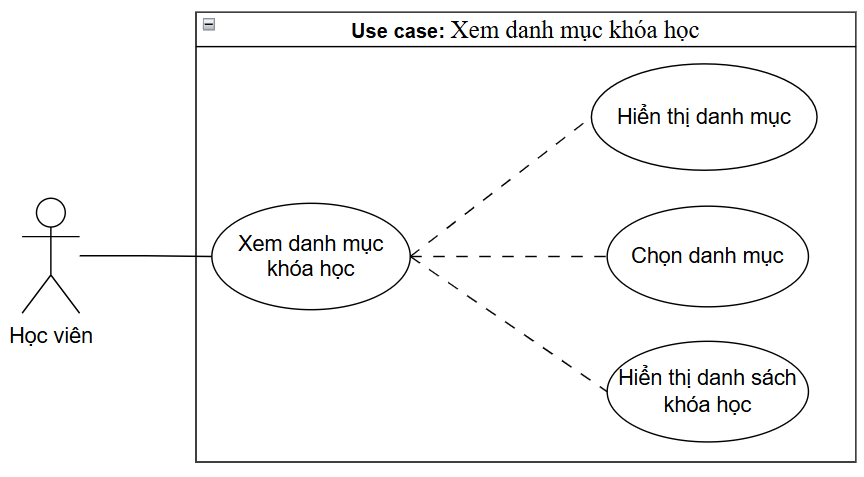 Use case: Xem danh mục khóa học
Hiển thị danh mục
Xem danh mục
khóa học
Chọn danh mục
Hiển thị danh sách
khóa học
Học viên